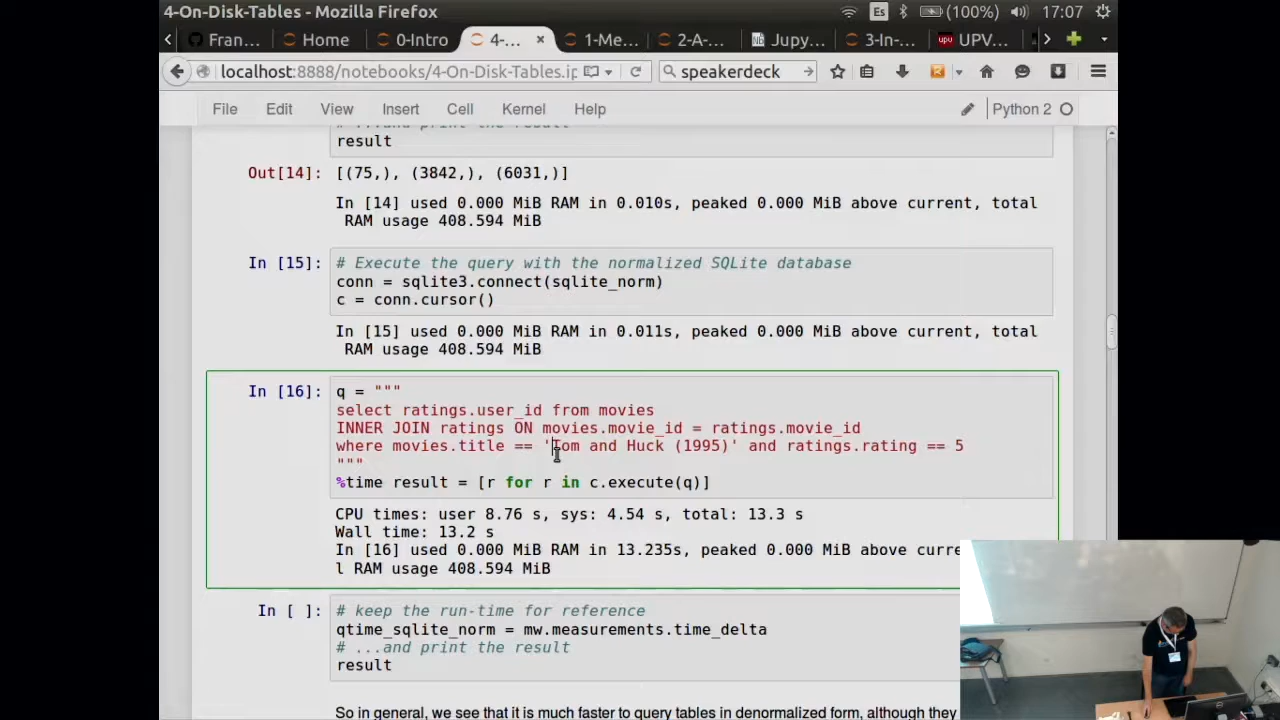 4-On-Disk-Tables - Mozilla Firefox
Es
(100%)
17:07
Fran...
Home
0-Intro
4-...
1-Me...
2-A-...
Jupy...
3-In-...
upv
UPV...
localhost:8888/notebooks/4-On-Disk-Tables.ip
speakerdeck
File Edit View Insert Cell Kernel Help
Python 2
# ...and print the result
result
Out[14]: [(75,), (3842,), (6031,)]
In [14] used 0.000 MiB RAM in 0.010s, peaked 0.000 MiB above current, total
RAM usage 408.594 MiB
In [15]: # Execute the query with the normalized SQLite database
conn = sqlite3.connect(sqlite_norm)
c = conn.cursor()
In [15] used 0.000 MiB RAM in 0.011s, peaked 0.000 MiB above current, total
RAM usage 408.594 MiB
In [16]: q = """
select ratings.user_id from movies
INNER JOIN ratings ON movies.movie_id = ratings.movie_id
where movies.title == 'Tom and Huck (1995)' and ratings.rating == 5
"""
%time result = [r for r in c.execute(q)]
CPU times: user 8.76 s, sys: 4.54 s, total: 13.3 s
Wall time: 13.2 s
In [16] used 0.000 MiB RAM in 13.235s, peaked 0.000 MiB above curre
l RAM usage 408.594 MiB
In [ ]: # keep the run-time for reference
qtime_sqlite_norm = mw.measurements.time_delta
# ...and print the result
result
So in general, we see that it is much faster to query tables in denormalized form, although they